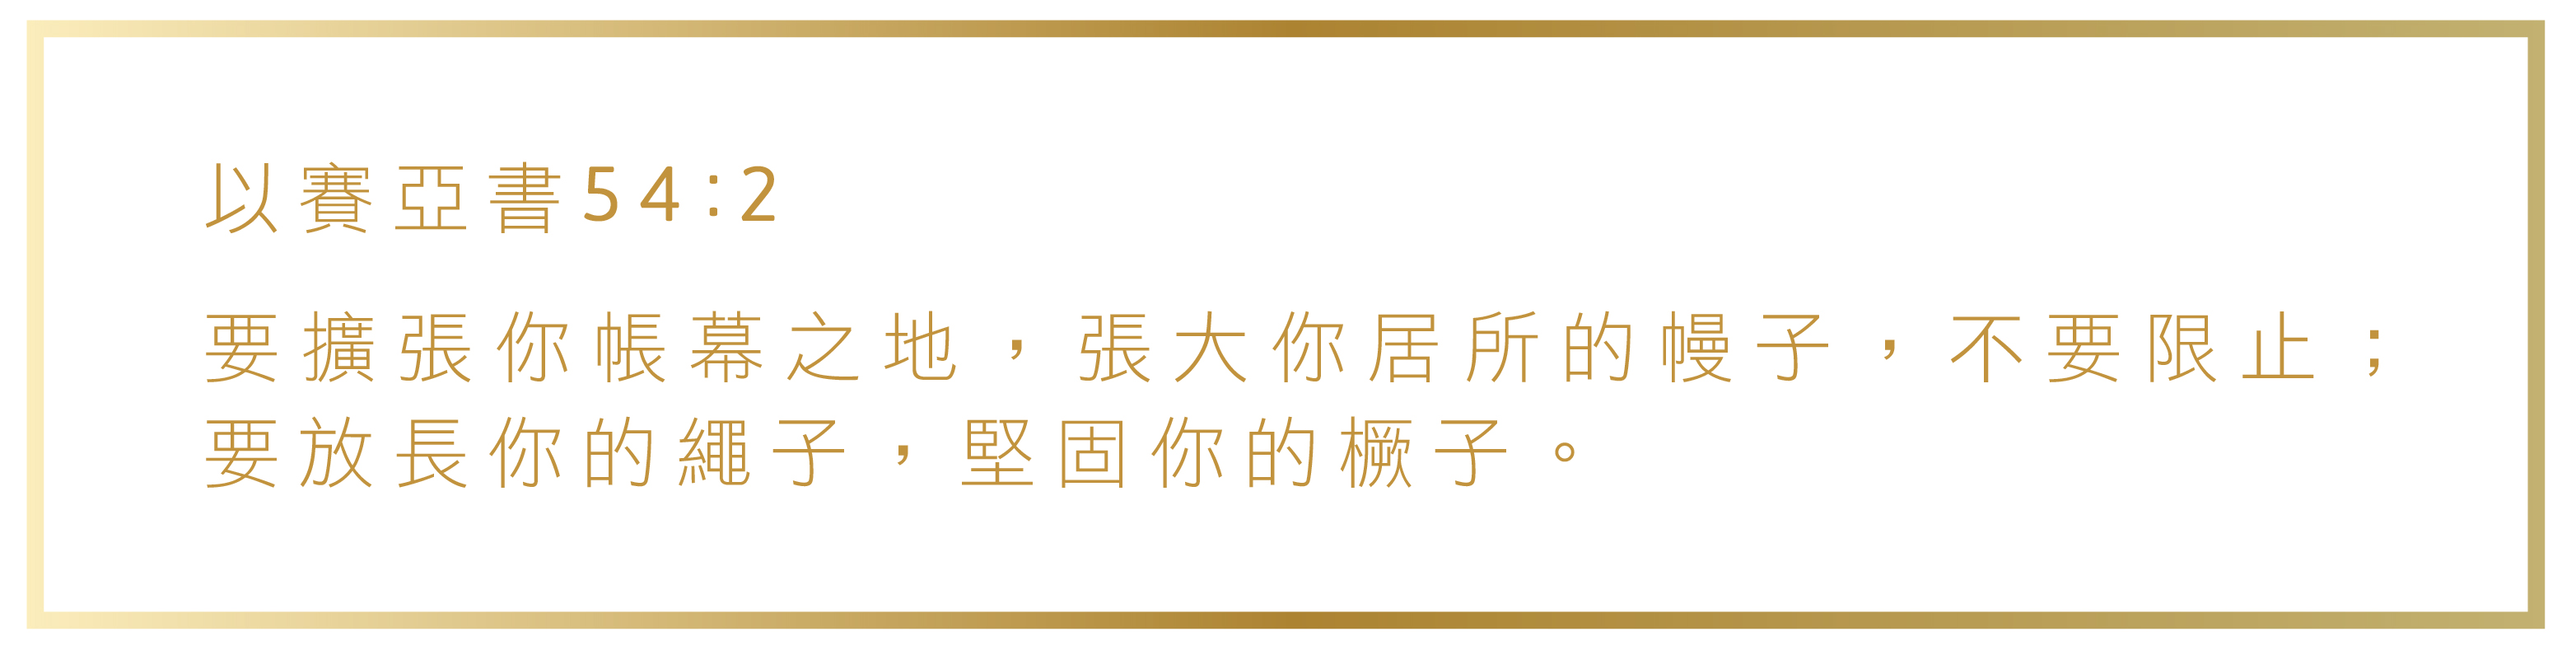 以賽亞書54:2
要擴張你帳幕之地，張大你居所的幔子，不要限止；
要放長你的繩子，堅固你的橛子。